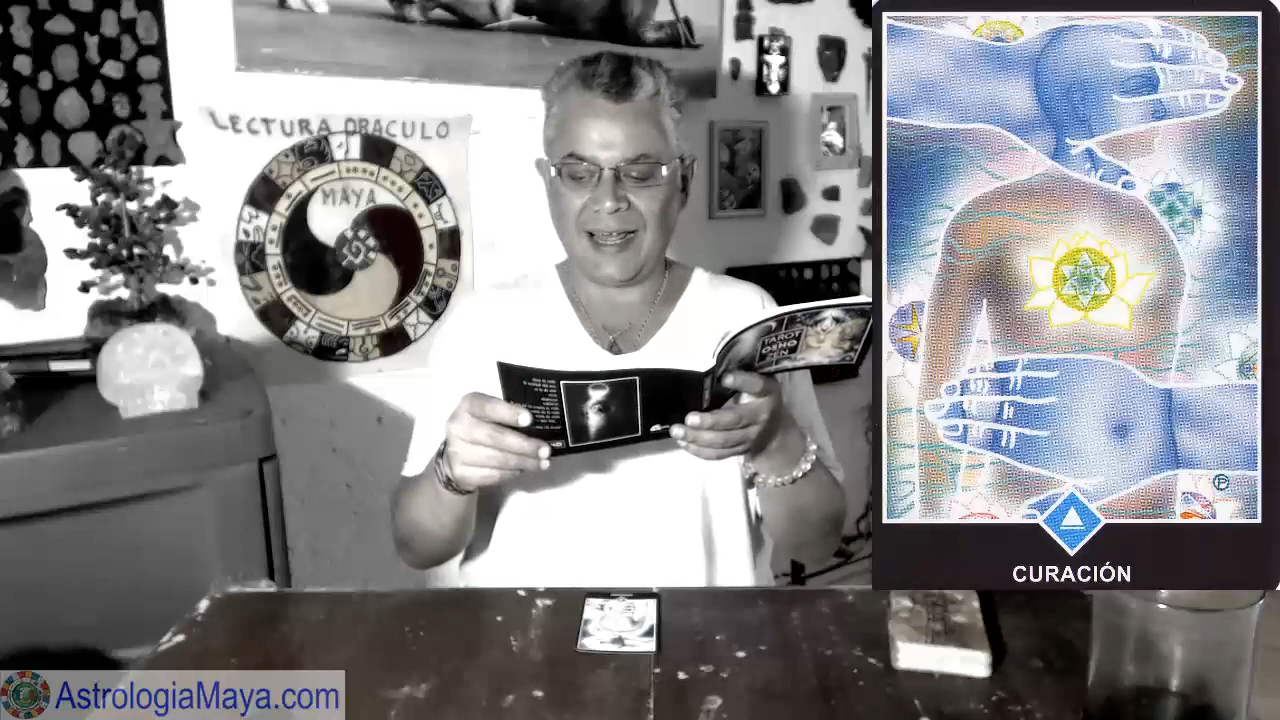 LECTURA ORACULO
MAYA
TAROT
OSHO
ZEN
CURACIÓN
P
AstrologiaMaya.com